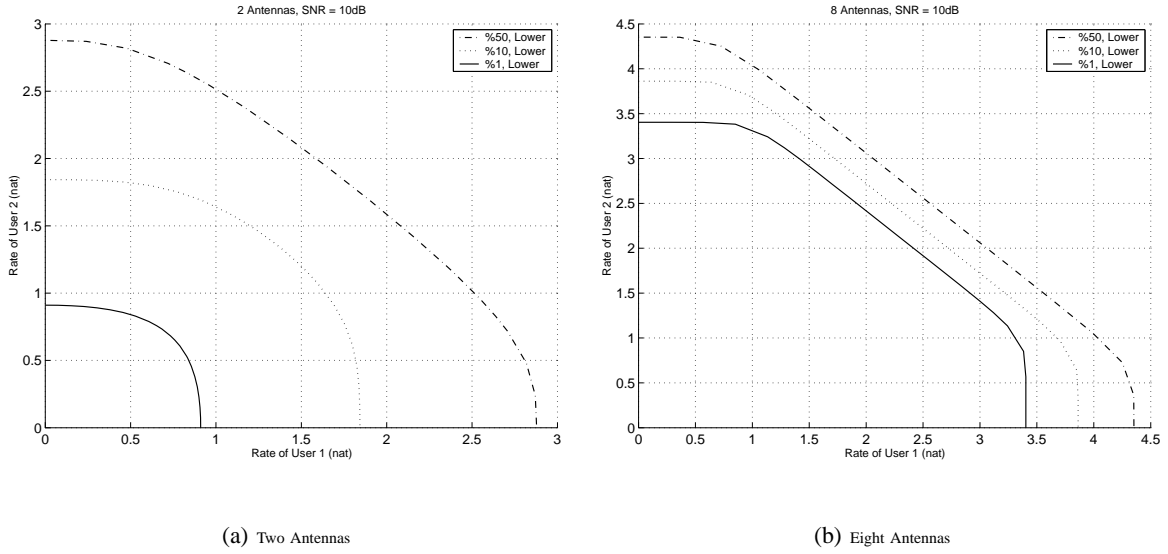 2 Antennas, SNR = 10dB
3
2.5
2
1.5
1
0.5
0
0
0.5
1
1.5
2
2.5
3
Rate of User 1 (nat)
Rate of User 2 (nat)
%50, Lower
%10, Lower
%1, Lower
(a) Two Antennas
8 Antennas, SNR = 10dB
4.5
4
3.5
3
2.5
2
1.5
1
0.5
0
0
0.5
1
1.5
2
2.5
3
3.5
4
4.5
Rate of User 1 (nat)
Rate of User 2 (nat)
%50, Lower
%10, Lower
%1, Lower
(b) Eight Antennas